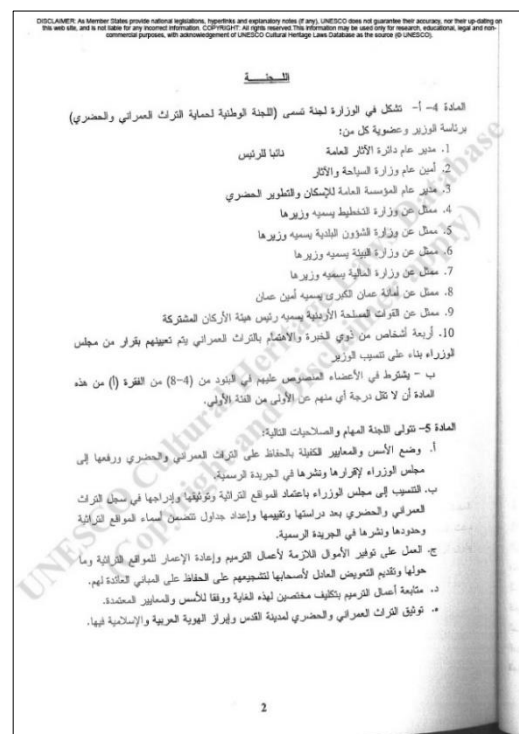 DISCLAIMER: As Member States provide national legislations, hyperlinks and explanatory notes (if any), UNESCO does not guarantee their accuracy, nor their up-dating on
this web site, and is not liable for any incorrect information. COPYRIGHT: All rights reserved.This information may be used only for research, educational, legal and non-
commercial purposes, with acknowledgement of UNESCO Cultural Heritage Laws Database as the source (© UNESCO).
اللـجنـــة
المادة 4– أ– تشكل في الوزارة لجنة تسمى (اللجنة الوطنية لحماية التراث العمراني والحضري)
برئاسة الوزير وعضوية كل من:
1. مدير عام دائرة الآثار العامة نائبا للرئيس
2. أمين عام وزارة السياحة والآثار
3. مدير عام المؤسسة العامة للإسكان والتطوير الحضري
4. ممثل عن وزارة التخطيط يسميه وزيرها
5. ممثل عن وزارة الشؤون البلدية يسميه وزيرها
6. ممثل عن وزارة البيئة يسميه وزيرها
7. ممثل عن وزارة المالية يسميه وزيرها
8. ممثل عن أمانة عمان الكبرى يسميه أمين عمان
9. ممثل عن القوات المسلحة الأردنية يسميه رئيس هيئة الأركان المشتركة
10. أربعة أشخاص من ذوي الخبرة والاهتمام بالتراث العمراني يتم تعيينهم بقرار من مجلس
الوزراء بناء على تنسيب الوزير
ب – يشترط في الأعضاء المنصوص عليهم في البنود من (4–8) من الفقرة (أ) من هذه
المادة أن لا تقل درجة أي منهم عن الأولى من الفئة الأولى.
المادة 5– تتولى اللجنة المهام والصلاحيات التالية:
أ. وضع الأسس والمعايير الكفيلة بالحفاظ على التراث العمراني والحضري ورفعها إلى
مجلس الوزراء لإقرارها ونشرها في الجريدة الرسمية.
ب. التنسيب إلى مجلس الوزراء باعتماد المواقع التراثية وتوثيقها وإدراجها في سجل التراث
العمراني والحضري بعد دراستها وتقييمها وإعداد جداول تتضمن أسماء المواقع التراثية
وحدودها ونشرها في الجريدة الرسمية.
ج. العمل على توفير الأموال اللازمة لأعمال الترميم وإعادة الإعمار للمواقع التراثية وما
حولها وتقديم التعويض العادل لأصحابها لتشجيعهم على الحفاظ على المباني العائدة لهم.
د. متابعة أعمال الترميم بتكليف مختصين لهذه الغاية ووفقا للأسس والمعايير المعتمدة.
ه. توثيق التراث العمراني والحضري لمدينة القدس وإبراز الهوية العربية والإسلامية فيها.
2
UNESCO Cultural Heritage Laws Database
(Copyright and Disclaimer apply)